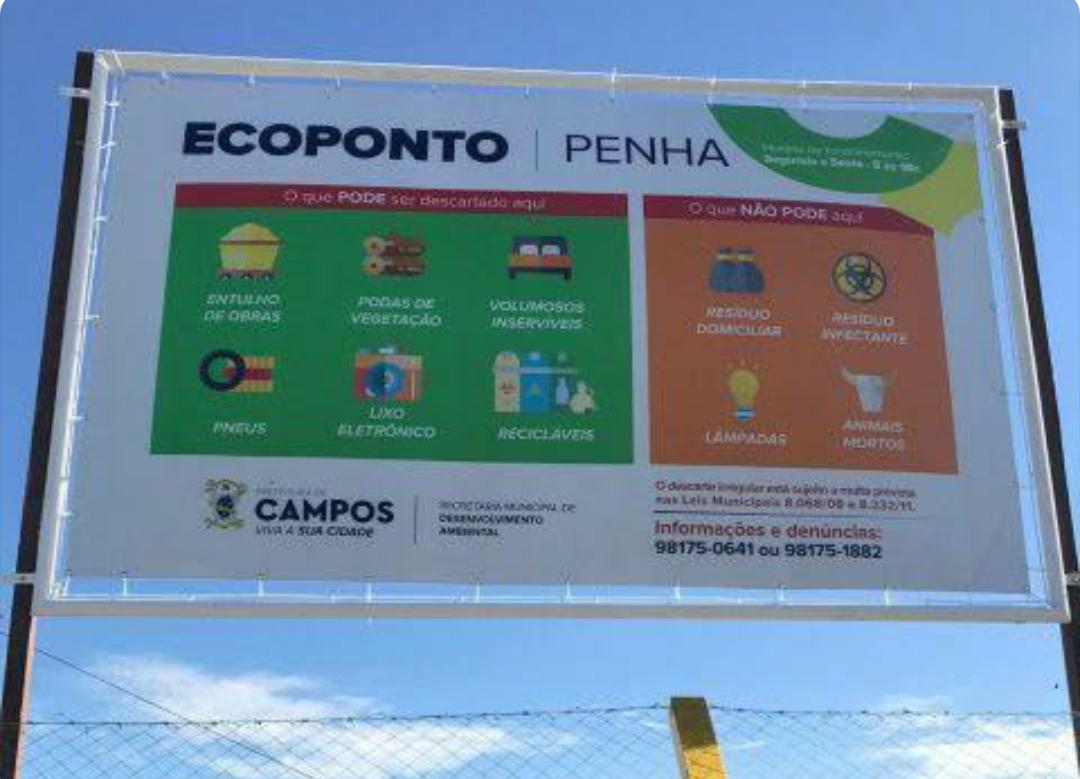 ECOPONTO | PENHA
Horário de funcionamento:
Segunda a Sexta - 8 às 18h
O que PODE ser descartado aqui
ENTULHO
DE OBRAS
PODAS DE
VEGETAÇÃO
VOLUMOSOS
INSERVÍVEIS
PNEUS
LIXO
ELETRÔNICO
RECICLÁVEIS
O que NÃO PODE aqui
RESÍDUO
DOMICILIAR
RESÍDUO
INFECTANTE
LÂMPADAS
ANIMAIS
MORTOS
PREFEITURA DE
CAMPOS
VIVA A SUA CIDADE
SECRETARIA MUNICIPAL DE
DESENVOLVIMENTO
AMBIENTAL
O descarte irregular está sujeito a multa prevista
nas Leis Municipais 8.068/08 e 8.232/11.
Informações e denúncias:
98175-0641 ou 98175-1882